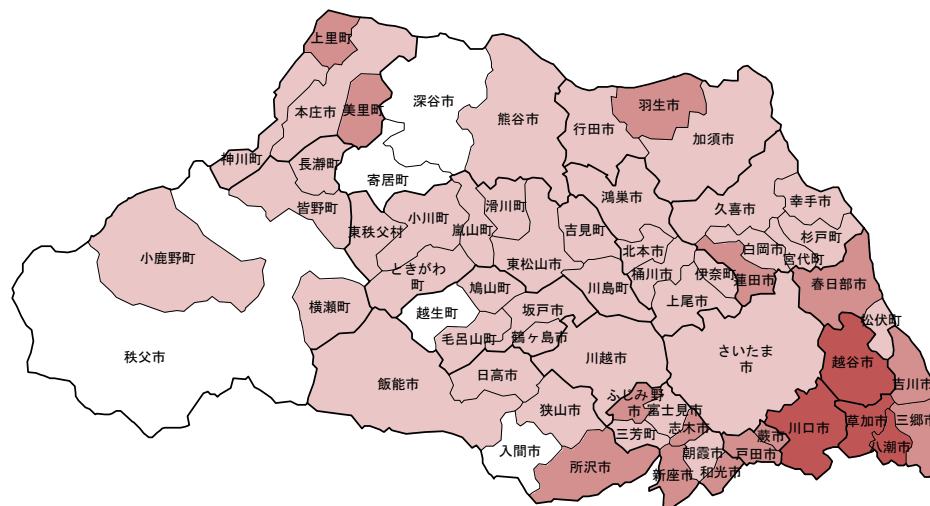 上里町
深谷市
羽生市
本庄市
美里町
熊谷市
行田市
加須市
神川町
長瀞町
寄居町
鴻巣市
久喜市
幸手市
皆野町
小川町
滑川町
東秩父村
嵐山町
吉見町
北本市
白岡市
杉戸町
宮代町
小鹿野町
ときがわ
町
東松山市
桶川市
伊奈町
蓮田市
春日部市
鳩山町
川島町
上尾市
横瀬町
越生町
坂戸市
松伏町
毛呂山町
鶴ヶ島市
秩父市
川越市
さいたま
市
越谷市
飯能市
日高市
吉川市
ふじみ野
市
狭山市
富士見市
三芳町
志木市
川口市
草加市
三郷市
入間市
朝霞市
戸田市
蕨市
八潮市
所沢市
新座市
和光市